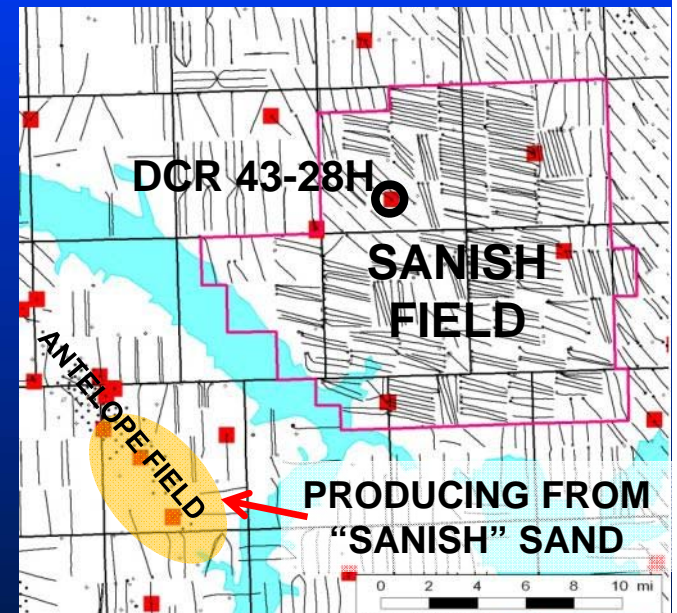 DCR 43-28H
SANISH
FIELD
ANTELOPE FIELD
PRODUCING FROM
“SANISH” SAND
0 2 4 6 8 10 mi